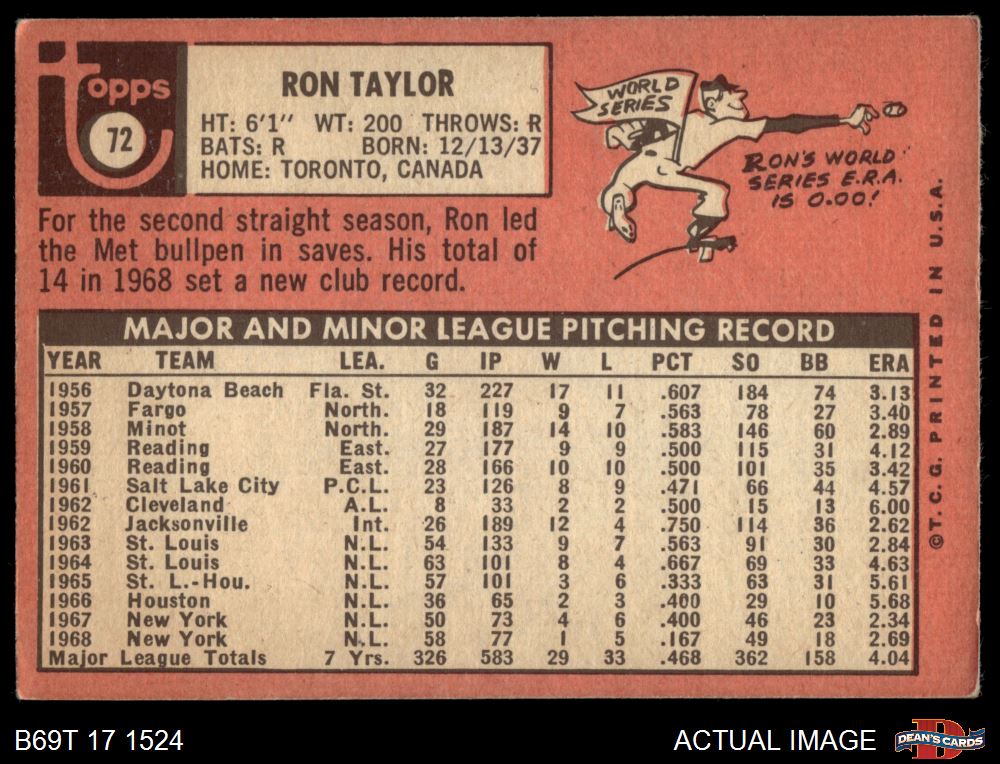 topps
72
RON TAYLOR
HT: 6'1" WT: 200 THROWS: R
BATS: R BORN: 12/13/37
HOME: TORONTO, CANADA
For the second straight season, Ron led
the Met bullpen in saves. His total of
14 in 1968 set a new club record.
WORLD
SERIES
RON'S WORLD
SERIES E.R.A.
IS 0.00!
MAJOR AND MINOR LEAGUE PITCHING RECORD
YEAR TEAM LEA. G IP W L PCT SO BB ERA
1956 Daytona Beach Fla. St. 32 227 17 11 .607 184 74 3.13
1957 Fargo North. 18 119 9 7 .563 78 27 3.40
1958 Minot North. 29 187 14 10 .583 146 60 2.89
1959 Reading East. 27 177 9 9 .500 115 31 4.12
1960 Reading East. 28 166 10 10 .500 101 35 3.42
1961 Salt Lake City P.C.L. 23 126 8 9 .471 66 44 4.57
1962 Cleveland A.L. 8 33 2 2 .500 15 13 6.00
1962 Jacksonville Int. 26 189 12 4 .750 114 36 2.62
1963 St. Louis N.L. 54 133 9 7 .563 91 30 2.84
1964 St. Louis N.L. 63 101 8 4 .667 69 33 4.63
1965 St. L.-Hou. N.L. 57 101 3 6 .333 63 31 5.61
1966 Houston N.L. 36 65 2 3 .400 29 10 5.68
1967 New York N.L. 50 73 4 6 .400 46 23 2.34
1968 New York N.L. 58 77 1 5 .167 49 18 2.69
Major League Totals 7 Yrs. 326 583 29 33 .468 362 158 4.04
©T.C.G. PRINTED IN U.S.A.
B69T 17 1524
ACTUAL IMAGE
D
DEAN'S CARDS